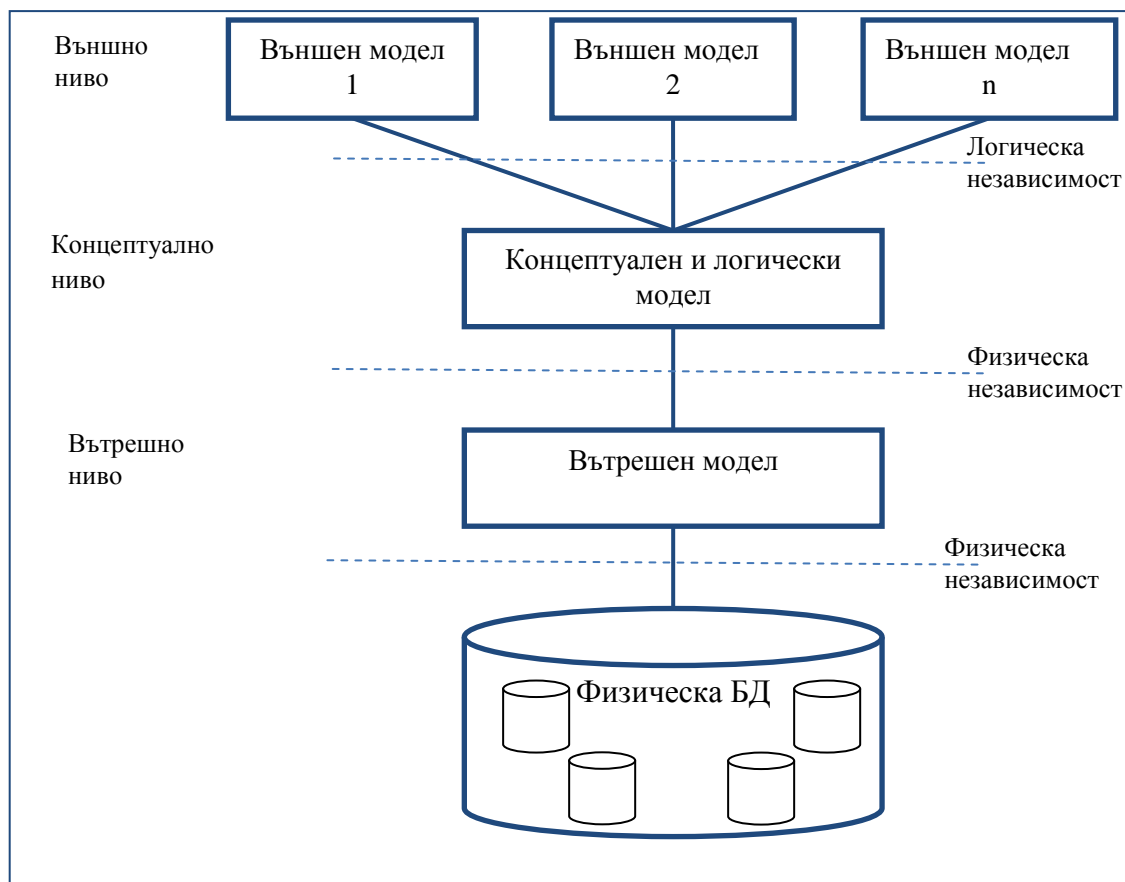 Външно
ниво
Външен модел
1
Външен модел
2
Външен модел
n
Логическа
независимост
Концептуално
ниво
Концептуален и логически
модел
Физическа
независимост
Вътрешно
ниво
Вътрешен модел
Физическа
независимост
Физическа БД